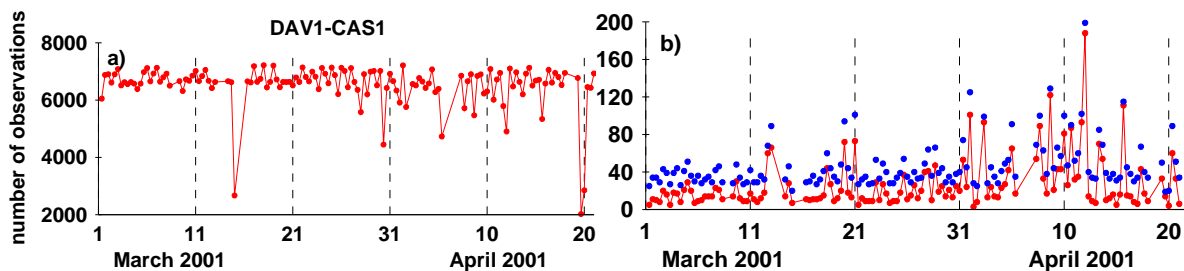 DAV1-CAS1
a)
b)
number of observations
8000
6000
4000
2000
1 11 21 31 10 20
March 2001 April 2001
200
160
120
80
40
0
1 11 21 31 10 20
March 2001 April 2001